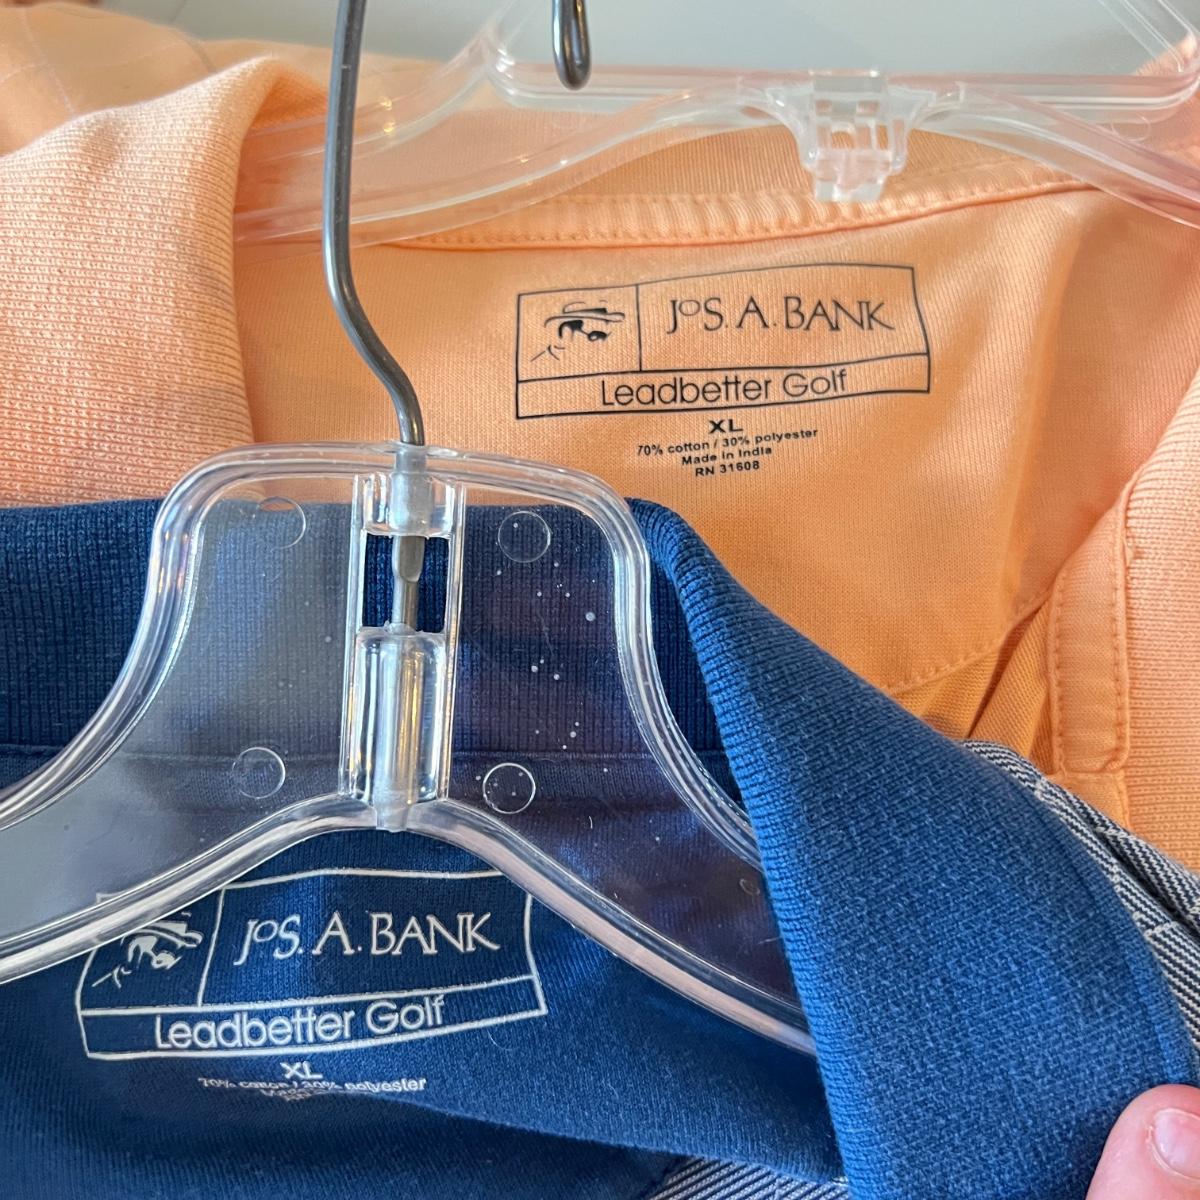 JoS. A. BANK
Leadbetter Golf
XL
70% cotton / 30% polyester
Made in India
RN 31608
JoS. A. BANK
Leadbetter Golf
XL
70% cotton / 30% polyester